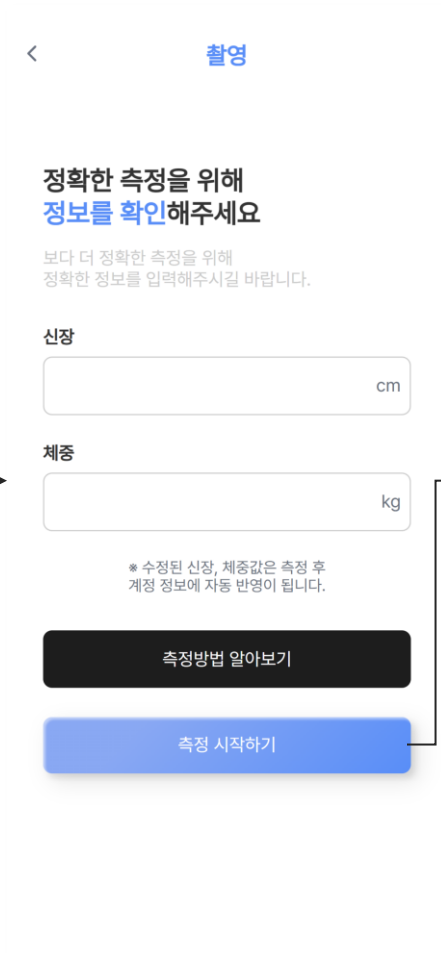 촬영
정확한 측정을 위해
정보를 확인해주세요
보다 더 정확한 측정을 위해
정확한 정보를 입력해주시길 바랍니다.
신장
cm
체중
kg
※ 수정된 신장, 체중값은 측정 후
계정 정보에 자동 반영이 됩니다.
측정방법 알아보기
측정 시작하기